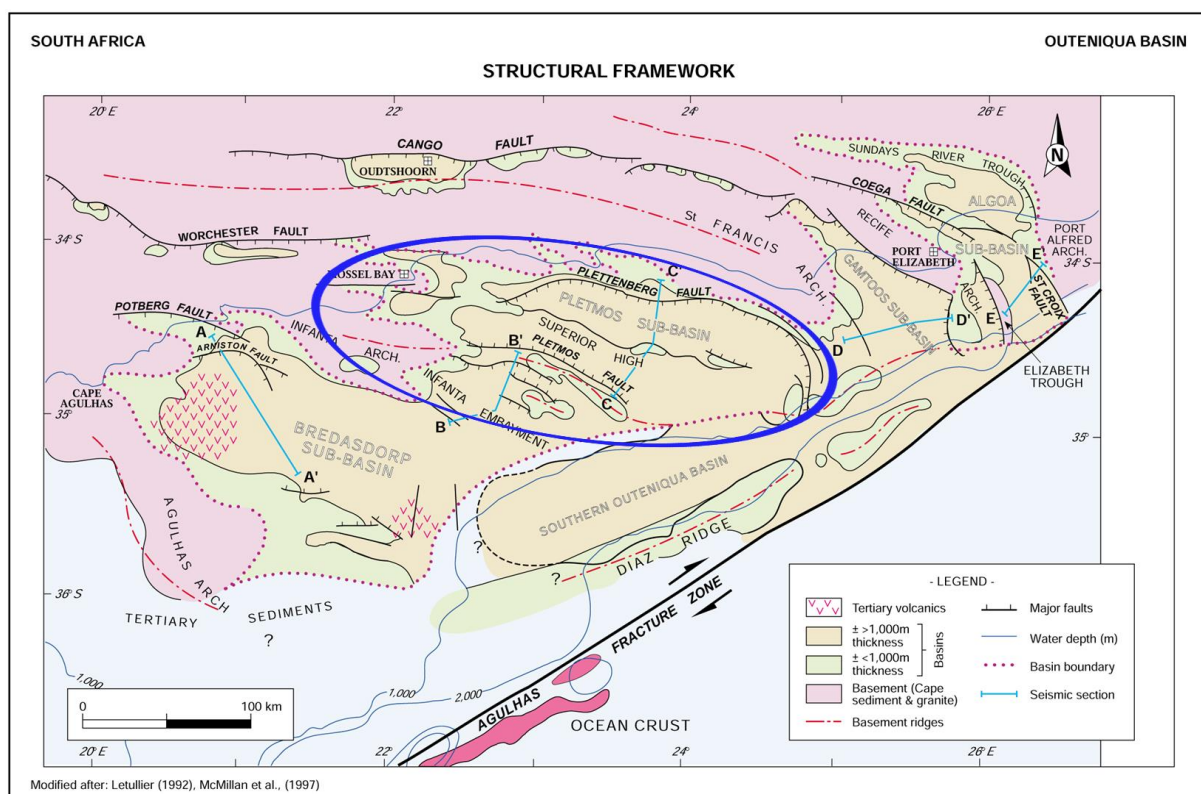 SOUTH AFRICA
OUTENIQUA BASIN
STRUCTURAL FRAMEWORK
20° E
22
24°
26° E
N
CANGO FAULT
OUDTSHOORN
SUNDAYS RIVER TROUGH
COEGA FAULT
ALGOA SUB-BASIN
34° S
WORCHESTER FAULT
St FRANCIS ARCH.
RECIFE ARCH.
PORT ELIZABETH
PORT ALFRED ARCH.
34° S
MOSSEL BAY
PLETTENBERG FAULT
C'
GAMTOOS SUB-BASIN
E'
ST CROIX FAULT
PLETMOS SUB-BASIN
POTBERG FAULT
A
INFANTA ARCH.
ARNISTON FAULT
SUPERIOR HIGH
B'
PLETMOS FAULT
D
D'
E
ELIZABETH TROUGH
CAPE AGULHAS
35°
INFANTA EMBAYMENT
B
C
35°
BREDASDORP SUB-BASIN
A'
SOUTHERN OUTENIQUA BASIN
AGULHAS ARCH
DIAZ RIDGE
?
?
36° S
TERTIARY SEDIMENTS
?
AGULHAS FRACTURE ZONE
1,000
1,000
2,000
OCEAN CRUST
0
100 km
- LEGEND -
Tertiary volcanics
± >1,000m thickness
± <1,000m thickness
Basins
Basement (Cape sediment & granite)
Basement ridges
Major faults
Water depth (m)
Basin boundary
Seismic section
20° E
22
24°
26° E
Modified after: Letullier (1992), McMillan et al., (1997)